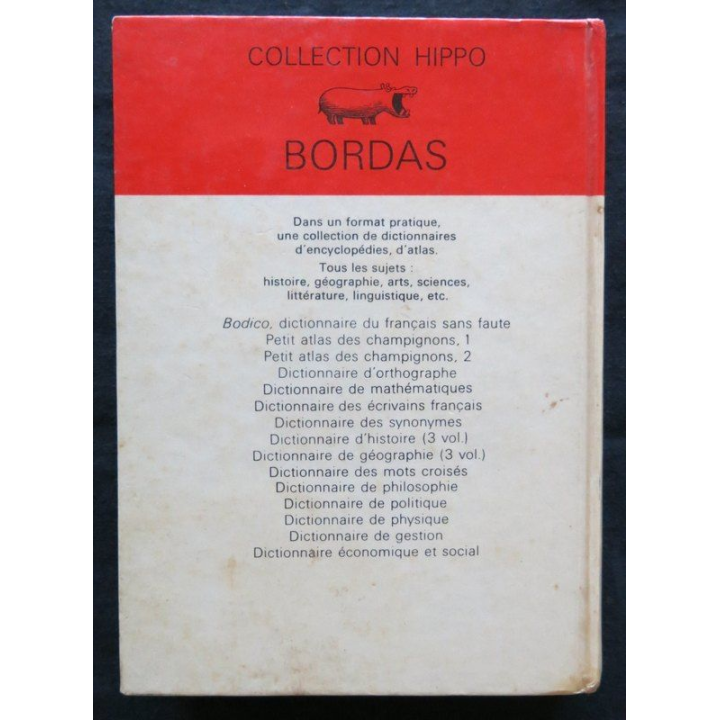 COLLECTION HIPPO
BORDAS
Dans un format pratique,
une collection de dictionnaires
d'encyclopédies, d'atlas.
Tous les sujets :
histoire, géographie, arts, sciences,
littérature, linguistique, etc.
Bodico, dictionnaire du français sans faute
Petit atlas des champignons, 1
Petit atlas des champignons, 2
Dictionnaire d'orthographe
Dictionnaire de mathématiques
Dictionnaire des écrivains français
Dictionnaire des synonymes
Dictionnaire d'histoire (3 vol.)
Dictionnaire de géographie (3 vol.)
Dictionnaire des mots croisés
Dictionnaire de philosophie
Dictionnaire de politique
Dictionnaire de physique
Dictionnaire de gestion
Dictionnaire économique et social